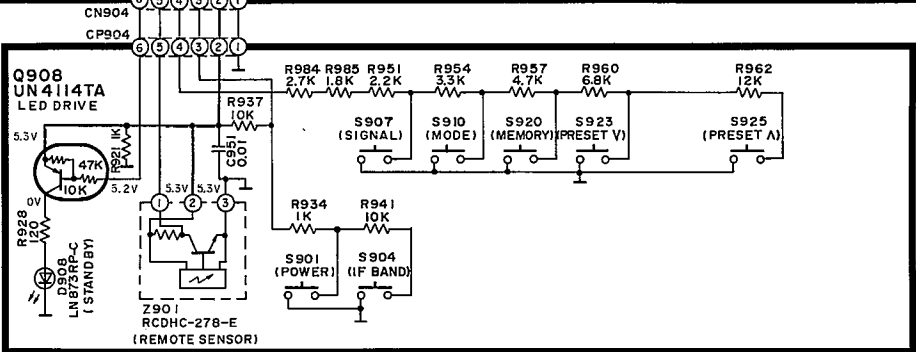 6 5 4 3 2 1
CN904
CP904
6 5 4 3 2 1
Q908
UN4114TA
LED DRIVE
R984 R985 R951 R954 R957 R960 R962
2.7K 1.8K 2.2K 3.3K 4.7K 6.8K 12K
R937
10K
5.3V
R921 1K
C951
0.01
S907 S910 S920 S923 S925
(SIGNAL) (MODE) (MEMORY) (PRESET V) (PRESET Λ)
47K
10K
5.2V
5.3V 5.3V
0V
1 2 3
R928
120
R934 R941
1K 10K
D908
LN873RP-C
(STANDBY)
S901 S904
(POWER) (IF BAND)
Z901
RCDHC-278-E
(REMOTE SENSOR)